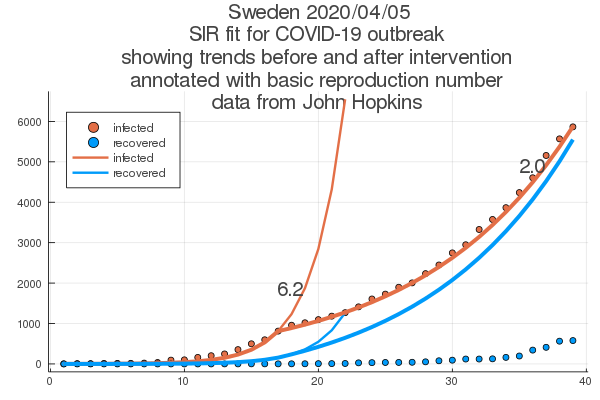 Sweden 2020/04/05
SIR fit for COVID-19 outbreak
showing trends before and after intervention
annotated with basic reproduction number
data from John Hopkins
infected
recovered
infected
recovered
6000
5000
4000
3000
2000
1000
0
2.0
6.2
0 10 20 30 40